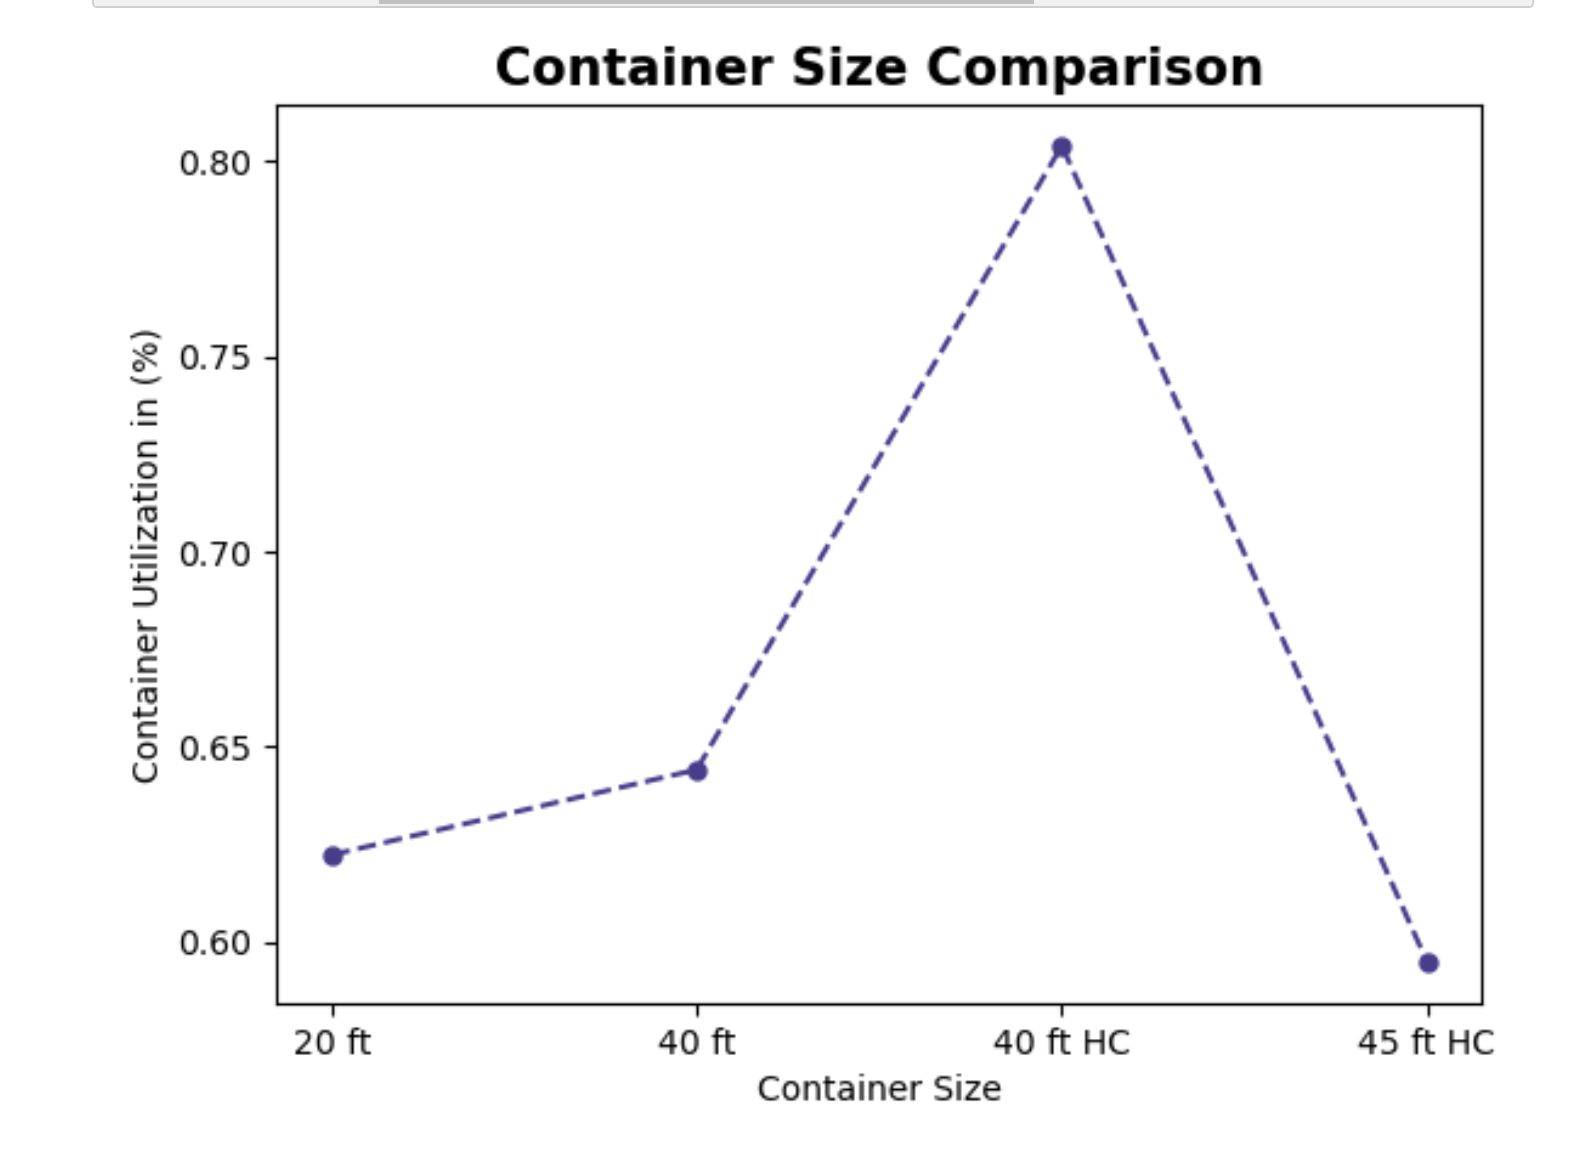 Container Size Comparison
0.80
0.75
0.70
0.65
0.60
Container Utilization in (%)
20 ft
40 ft
40 ft HC
45 ft HC
Container Size